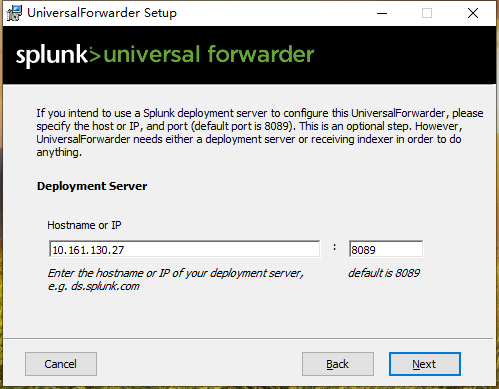 UniversalForwarder Setup
splunk> universal forwarder
If you intend to use a Splunk deployment server to configure this UniversalForwarder, please
specify the host or IP, and port (default port is 8089). This is an optional step. However,
UniversalForwarder needs either a deployment server or receiving indexer in order to do
anything.
Deployment Server
Hostname or IP
10.161.130.27 : 8089
Enter the hostname or IP of your deployment server, default is 8089
e.g. ds.splunk.com
Cancel Back Next